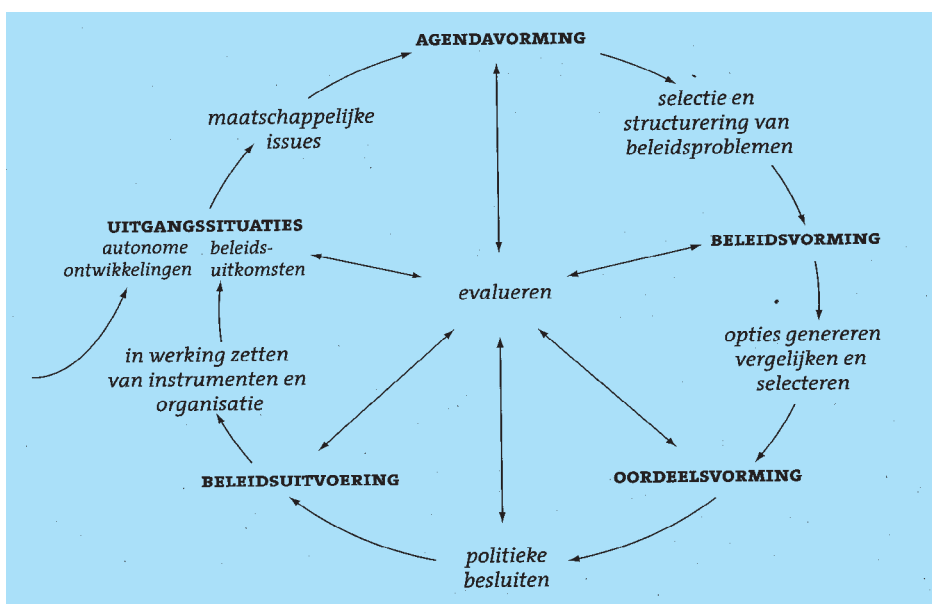 AGENDAVORMING
selectie en
structurering van
beleidsproblemen
maatschappelijke
issues
UITGANGSSITUATIES
autonome
ontwikkelingen
beleids-
uitkomsten
BELEIDSVORMING
evalueren
opties genereren
vergelijken en
selecteren
in werking zetten
van instrumenten en
organisatie
BELEIDSUITVOERING
OORDEELSVORMING
politieke
besluiten